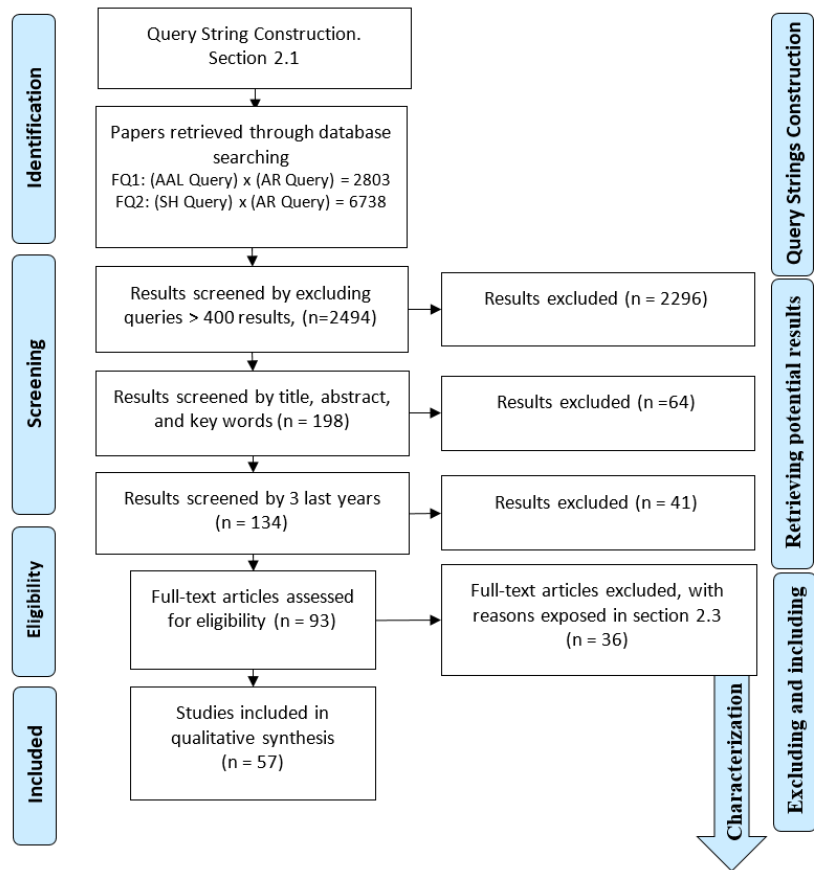 Identification
Query String Construction.
Section 2.1
Papers retrieved through database
searching
FQ1: (AAL Query) x (AR Query) = 2803
FQ2: (SH Query) x (AR Query) = 6738
Query Strings Construction
Screening
Results screened by excluding
queries > 400 results, (n=2494)
Results excluded (n = 2296)
Results screened by title, abstract,
and key words (n = 198)
Results excluded (n =64)
Results screened by 3 last years
(n = 134)
Results excluded (n = 41)
Retrieving potential results
Eligibility
Full-text articles assessed
for eligibility (n = 93)
Full-text articles excluded, with
reasons exposed in section 2.3
(n = 36)
Included
Studies included in
qualitative synthesis
(n = 57)
Characterization
Excluding and including